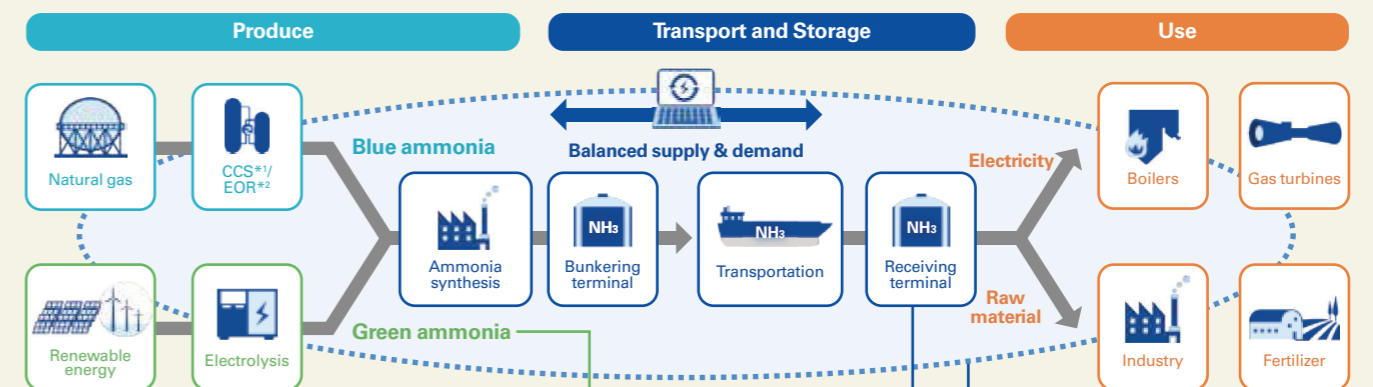 Produce
Transport and Storage
Use
Natural gas
CCS*1/
EOR*2
Blue ammonia
Balanced supply & demand
Electricity
Boilers
Gas turbines
Ammonia
synthesis
NH3
Bunkering
terminal
NH3
Transportation
NH3
Receiving
terminal
Renewable
energy
Electrolysis
Green ammonia
Raw
material
Industry
Fertilizer